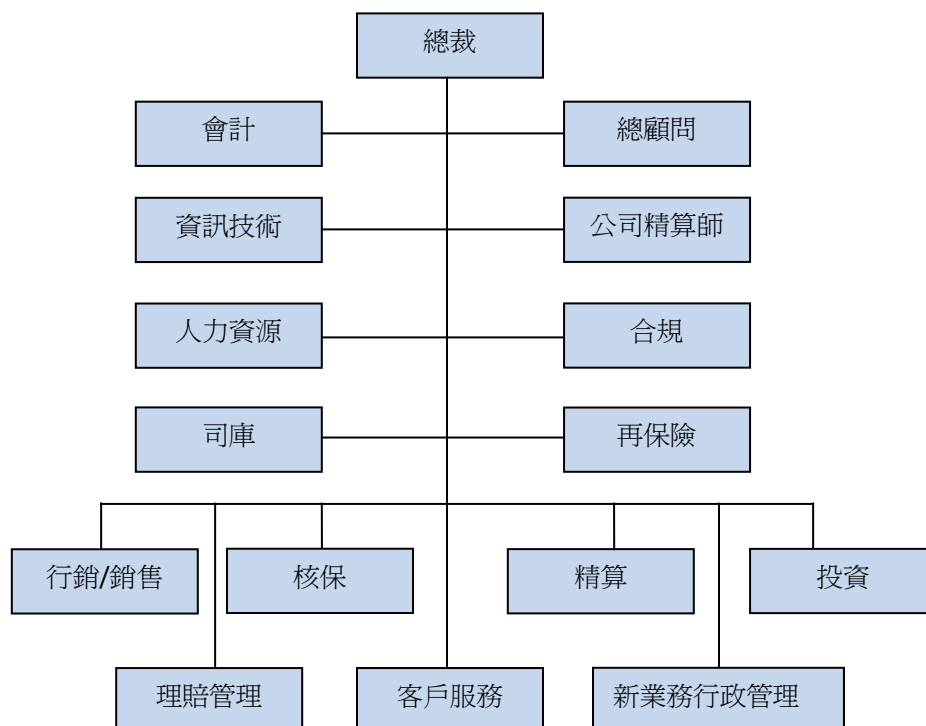 總裁
會計
總顧問
資訊技術
公司精算師
人力資源
合規
司庫
再保險
行銷/銷售
核保
精算
投資
理賠管理
客戶服務
新業務行政管理